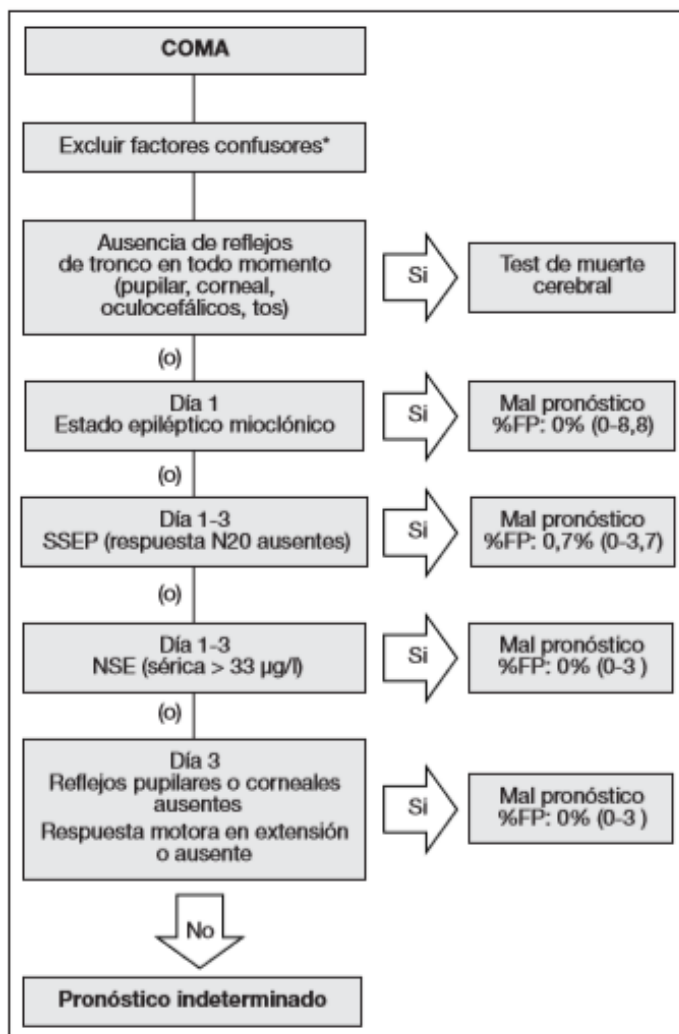 COMA
Excluir factores confusores*
Ausencia de reflejos
de tronco en todo momento
(pupilar, corneal,
oculocefálicos, tos)
Si
Test de muerte
cerebral
(o)
Día 1
Estado epiléptico mioclónico
Si
Mal pronóstico
%FP: 0% (0-8,8)
(o)
Día 1-3
SSEP (respuesta N20 ausentes)
Si
Mal pronóstico
%FP: 0,7% (0-3,7)
(o)
Día 1-3
NSE (sérica > 33 µg/l)
Si
Mal pronóstico
%FP: 0% (0-3 )
(o)
Día 3
Reflejos pupilares o corneales
ausentes
Respuesta motora en extensión
o ausente
Si
Mal pronóstico
%FP: 0% (0-3 )
No
Pronóstico indeterminado